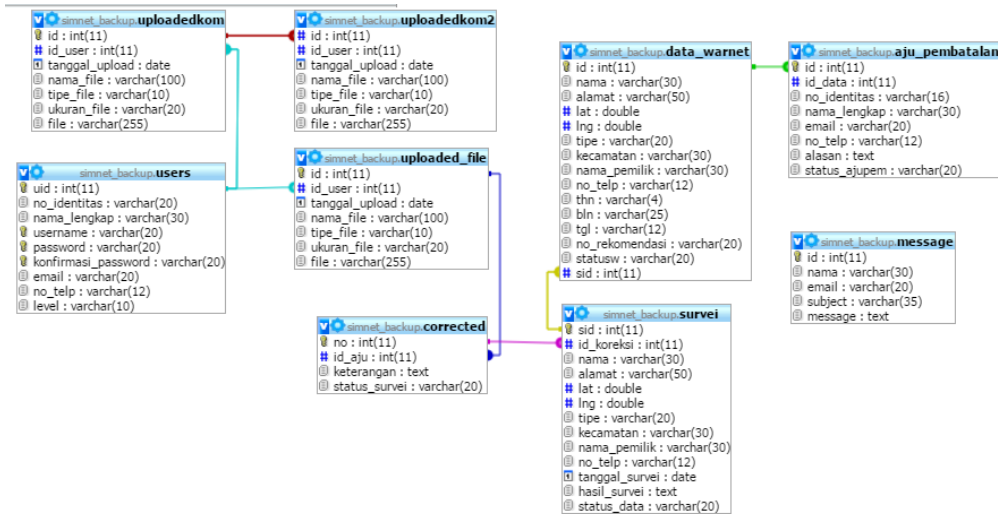 simnet_backup.uploadedkom
id : int(11)
id_user : int(11)
tanggal_upload : date
nama_file : varchar(100)
tipe_file : varchar(10)
ukuran_file : varchar(20)
file : varchar(255)
simnet_backup.uploadedkom2
id : int(11)
id_user : int(11)
tanggal_upload : date
nama_file : varchar(100)
tipe_file : varchar(10)
ukuran_file : varchar(20)
file : varchar(255)
simnet_backup.data_warnet
id : int(11)
nama : varchar(30)
alamat : varchar(50)
lat : double
lng : double
tipe : varchar(20)
kecamatan : varchar(30)
nama_pemilik : varchar(30)
no_telp : varchar(12)
thn : varchar(4)
bln : varchar(25)
tgl : varchar(12)
no_rekomendasi : varchar(20)
statusw : varchar(20)
sid : int(11)
simnet_backup.aju_pembatalan
id : int(11)
id_data : int(11)
no_identitas : varchar(16)
nama_lengkap : varchar(30)
email : varchar(20)
no_telp : varchar(12)
alasan : text
status_ajupem : varchar(20)
simnet_backup.users
uid : int(11)
no_identitas : varchar(20)
nama_lengkap : varchar(30)
username : varchar(20)
password : varchar(20)
konfirmasi_password : varchar(20)
email : varchar(20)
no_telp : varchar(12)
level : varchar(10)
simnet_backup.uploaded_file
id : int(11)
id_user : int(11)
tanggal_upload : date
nama_file : varchar(100)
tipe_file : varchar(10)
ukuran_file : varchar(20)
file : varchar(255)
simnet_backup.message
id : int(11)
nama : varchar(30)
email : varchar(20)
subject : varchar(35)
message : text
simnet_backup.corrected
no : int(11)
id_aju : int(11)
keterangan : text
status_survei : varchar(20)
simnet_backup.survei
sid : int(11)
id_koreksi : int(11)
nama : varchar(30)
alamat : varchar(50)
lat : double
lng : double
tipe : varchar(20)
kecamatan : varchar(30)
nama_pemilik : varchar(30)
no_telp : varchar(12)
tanggal_survei : date
hasil_survei : text
status_data : varchar(20)